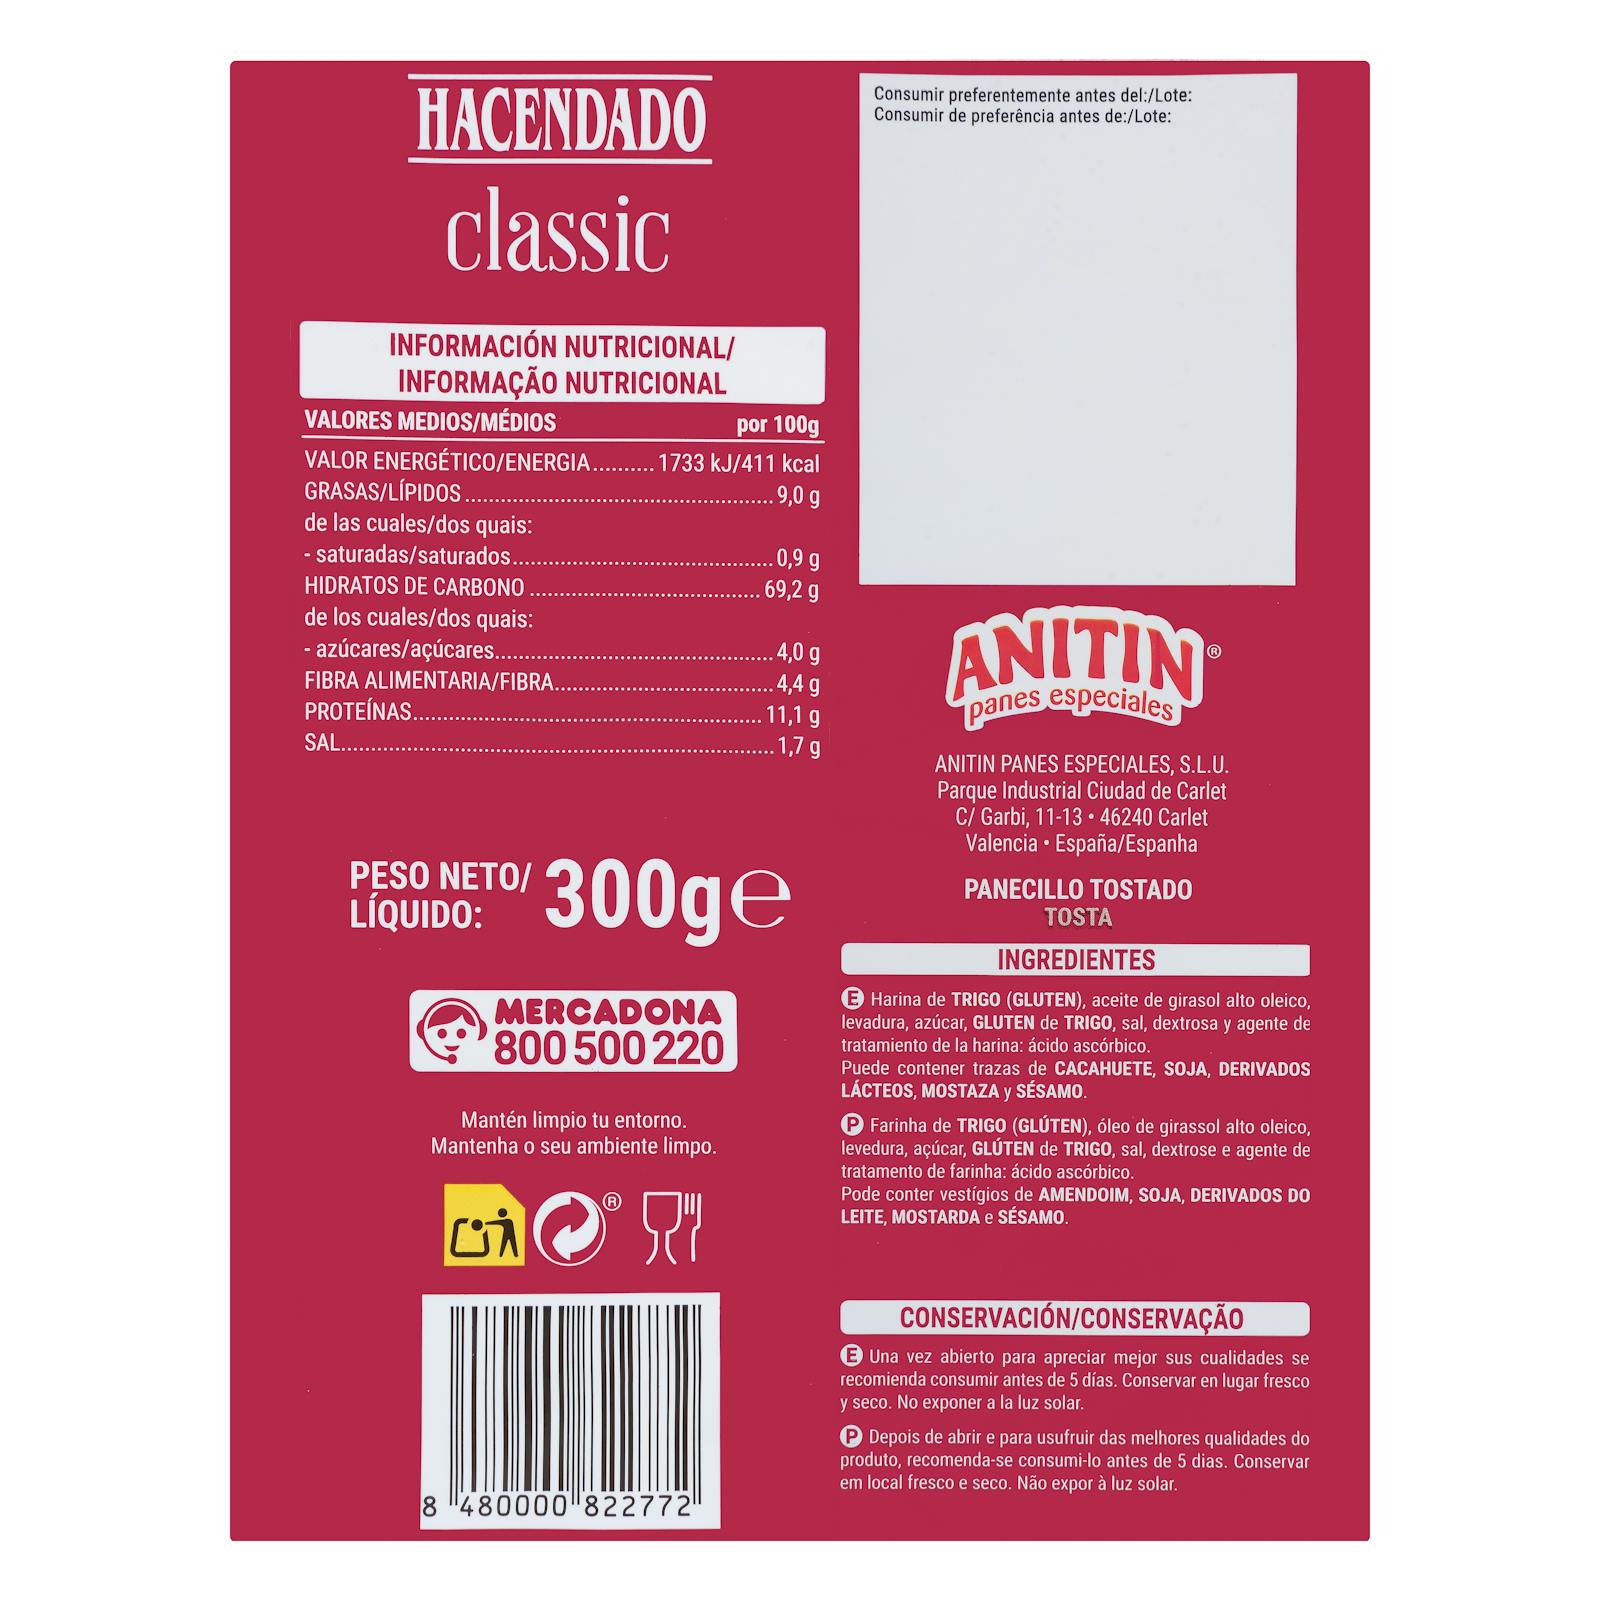 HACENDADO
classic
INFORMACIÓN NUTRICIONAL/
INFORMAÇÃO NUTRICIONAL
VALORES MEDIOS/MÉDIOS por 100g
VALOR ENERGÉTICO/ENERGIA.......... 1733 kJ/411 kcal
GRASAS/LÍPIDOS .......... 9,0 g
de las cuales/dos quais:
- saturadas/saturados.......... 0,9 g
HIDRATOS DE CARBONO .......... 69,2 g
de los cuales/dos quais:
- azúcares/açúcares.......... 4,0 g
FIBRA ALIMENTARIA/FIBRA.......... 4,4 g
PROTEÍNAS.......... 11,1 g
SAL.......... 1,7 g
PESO NETO/
LÍQUIDO: 300g e
MERCADONA
800 500 220
Mantén limpio tu entorno.
Mantenha o seu ambiente limpo.
®
8 480000 822772
Consumir preferentemente antes del:/Lote:
Consumir de preferência antes de:/Lote:
ANITIN®
panes especiales
ANITIN PANES ESPECIALES, S.L.U.
Parque Industrial Ciudad de Carlet
C/ Garbi, 11-13 • 46240 Carlet
Valencia • España/Espanha
PANECILLO TOSTADO
TOSTA
INGREDIENTES
E Harina de TRIGO (GLUTEN), aceite de girasol alto oleico,
levadura, azúcar, GLUTEN de TRIGO, sal, dextrosa y agente de
tratamiento de la harina: ácido ascórbico.
Puede contener trazas de CACAHUETE, SOJA, DERIVADOS
LÁCTEOS, MOSTAZA y SÉSAMO.
P Farinha de TRIGO (GLÚTEN), óleo de girassol alto oleico,
levedura, açúcar, GLÚTEN de TRIGO, sal, dextrose e agente de
tratamento de farinha: ácido ascórbico.
Pode conter vestígios de AMENDOIM, SOJA, DERIVADOS DO
LEITE, MOSTARDA e SÉSAMO.
CONSERVACIÓN/CONSERVAÇÃO
E Una vez abierto para apreciar mejor sus cualidades se
recomienda consumir antes de 5 días. Conservar en lugar fresco
y seco. No exponer a la luz solar.
P Depois de abrir e para usufruir das melhores qualidades do
produto, recomenda-se consumi-lo antes de 5 dias. Conservar
em local fresco e seco. Não expor à luz solar.